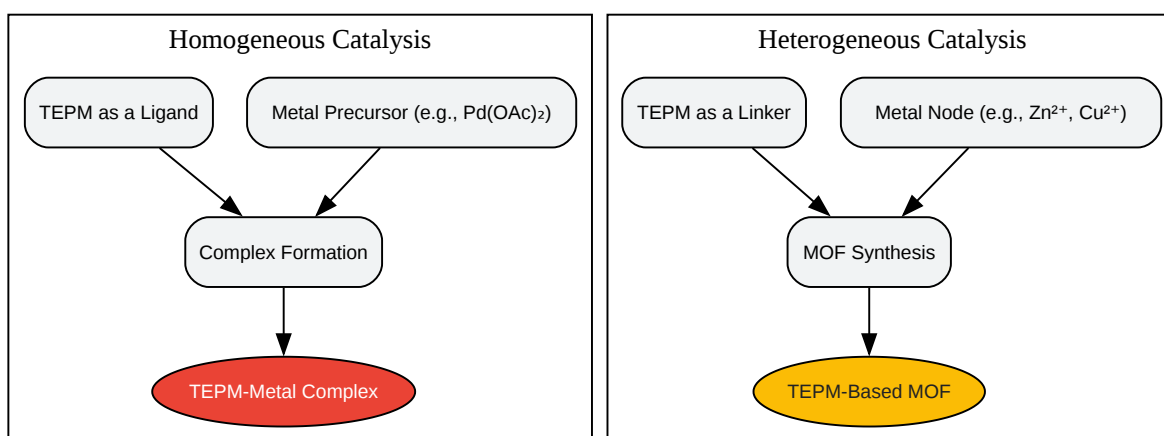 Homogeneous Catalysis
TEPM as a Ligand
Metal Precursor (e.g., Pd(OAc)₂)
Complex Formation
TEPM-Metal Complex
Heterogeneous Catalysis
TEPM as a Linker
Metal Node (e.g., Zn²⁺, Cu²⁺)
MOF Synthesis
TEPM-Based MOF